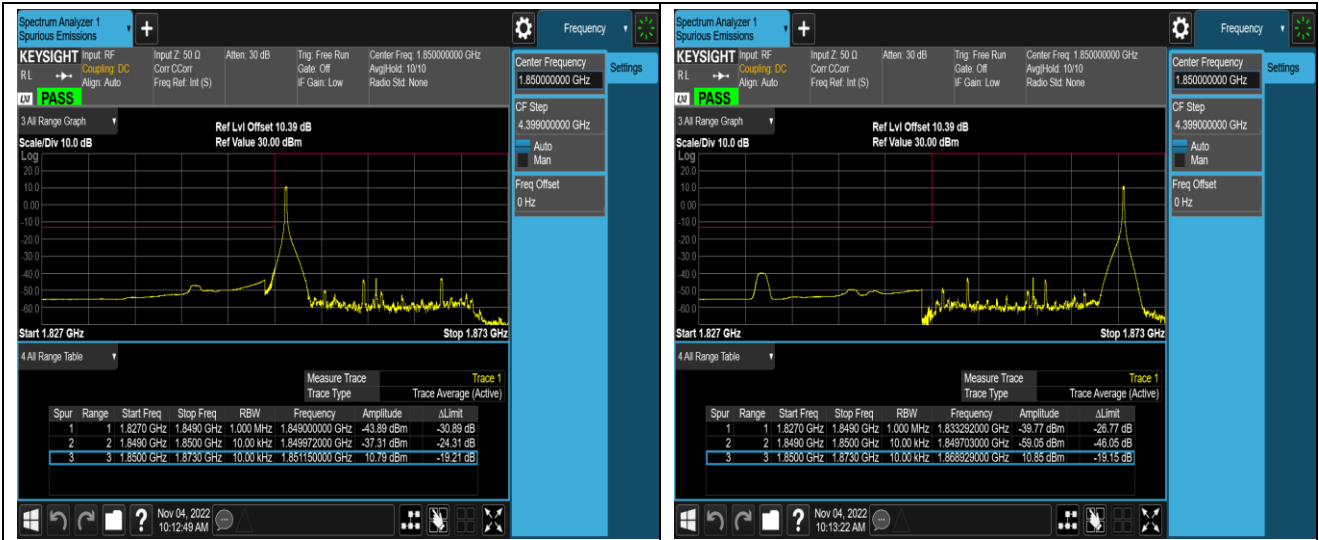 Spectrum Analyzer 1
Spurious Emissions
+
Frequency
KEYSIGHT Input: RF Input Z: 50 Ω Atten: 30 dB Trig: Free Run Center Freq: 1.850000000 GHz
Coupling: DC Corr CCorr Gate: Off Avg|Hold: 10/10
R L Align: Auto Freq Ref: Int (S) IF Gain: Low Radio Std: None
LXI PASS
Center Frequency
1.850000000 GHz
Settings
CF Step
4.399000000 GHz
Auto
Man
Freq Offset
0 Hz
3 All Range Graph
Ref Lvl Offset 10.39 dB
Scale/Div 10.0 dB Ref Value 30.00 dBm
Log
20.0
10.0
0.00
-10.0
-20.0
-30.0
-40.0
-50.0
-60.0
Start 1.827 GHz Stop 1.873 GHz
4 All Range Table
Measure Trace Trace 1
Trace Type Trace Average (Active)
Spur Range Start Freq Stop Freq RBW Frequency Amplitude ΔLimit
1 1 1.8270 GHz 1.8490 GHz 1.000 MHz 1.849000000 GHz -43.89 dBm -30.89 dB
2 2 1.8490 GHz 1.8500 GHz 10.00 kHz 1.849972000 GHz -37.31 dBm -24.31 dB
3 3 1.8500 GHz 1.8730 GHz 10.00 kHz 1.851150000 GHz 10.79 dBm -19.21 dB
?
Nov 04, 2022
10:12:49 AM
Spectrum Analyzer 1
Spurious Emissions
+
Frequency
KEYSIGHT Input: RF Input Z: 50 Ω Atten: 30 dB Trig: Free Run Center Freq: 1.850000000 GHz
Coupling: DC Corr CCorr Gate: Off Avg|Hold: 10/10
R L Align: Auto Freq Ref: Int (S) IF Gain: Low Radio Std: None
LXI PASS
Center Frequency
1.850000000 GHz
Settings
CF Step
4.399000000 GHz
Auto
Man
Freq Offset
0 Hz
3 All Range Graph
Ref Lvl Offset 10.39 dB
Scale/Div 10.0 dB Ref Value 30.00 dBm
Log
20.0
10.0
0.00
-10.0
-20.0
-30.0
-40.0
-50.0
-60.0
Start 1.827 GHz Stop 1.873 GHz
4 All Range Table
Measure Trace Trace 1
Trace Type Trace Average (Active)
Spur Range Start Freq Stop Freq RBW Frequency Amplitude ΔLimit
1 1 1.8270 GHz 1.8490 GHz 1.000 MHz 1.833292000 GHz -39.77 dBm -26.77 dB
2 2 1.8490 GHz 1.8500 GHz 10.00 kHz 1.849703000 GHz -59.05 dBm -46.05 dB
3 3 1.8500 GHz 1.8730 GHz 10.00 kHz 1.868929000 GHz 10.85 dBm -19.15 dB
?
Nov 04, 2022
10:13:22 AM